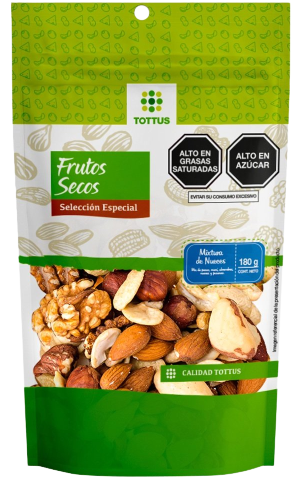 TOTTUS
Frutos
Secos
Selección Especial
ALTO EN
GRASAS
SATURADAS
ALTO EN
AZÚCAR
EVITAR SU CONSUMO EXCESIVO
Mixtura
de Nueces
180 g
CONT. NETO
CALIDAD TOTTUS